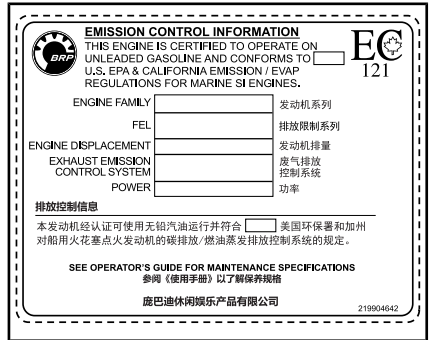 EMISSION CONTROL INFORMATION
THIS ENGINE IS CERTIFIED TO OPERATE ON
UNLEADED GASOLINE AND CONFORMS TO
U.S. EPA & CALIFORNIA EMISSION / EVAP
REGULATIONS FOR MARINE SI ENGINES.
BRP
EC
121
ENGINE FAMILY 发动机系列
FEL 排放限制系列
ENGINE DISPLACEMENT 发动机排量
EXHAUST EMISSION 废气排放
CONTROL SYSTEM 控制系统
POWER 功率
排放控制信息
本发动机经认证可使用无铅汽油运行并符合 美国环保署和加州
对船用火花塞点火发动机的碳排放/燃油蒸发排放控制系统的规定。
SEE OPERATOR'S GUIDE FOR MAINTENANCE SPECIFICATIONS
参阅《使用手册》以了解保养规格
庞巴迪休闲娱乐产品有限公司
219904642